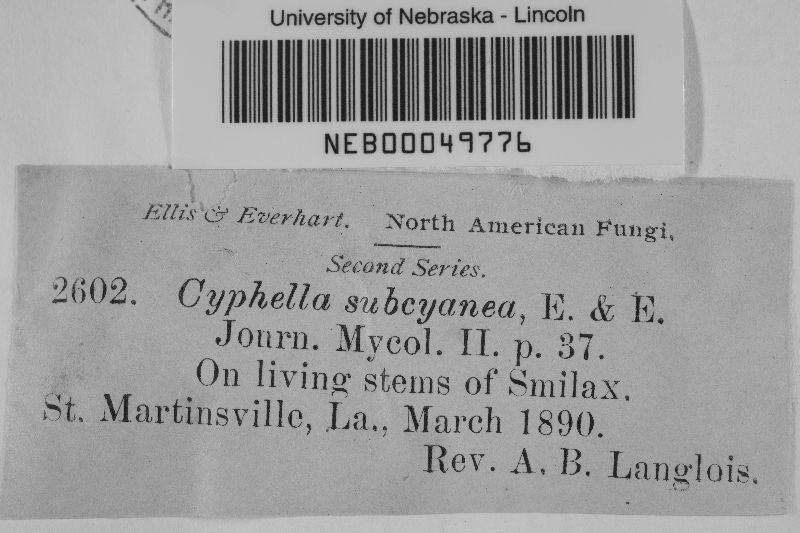 University of Nebraska - Lincoln
NEB00049776
Ellis & Everhart. North American Fungi.
Second Series.
2602. Cyphella subcyanea, E. & E.
Journ. Mycol. II. p. 37.
On living stems of Smilax.
St. Martinsville, La., March 1890.
Rev. A. B. Langlois.